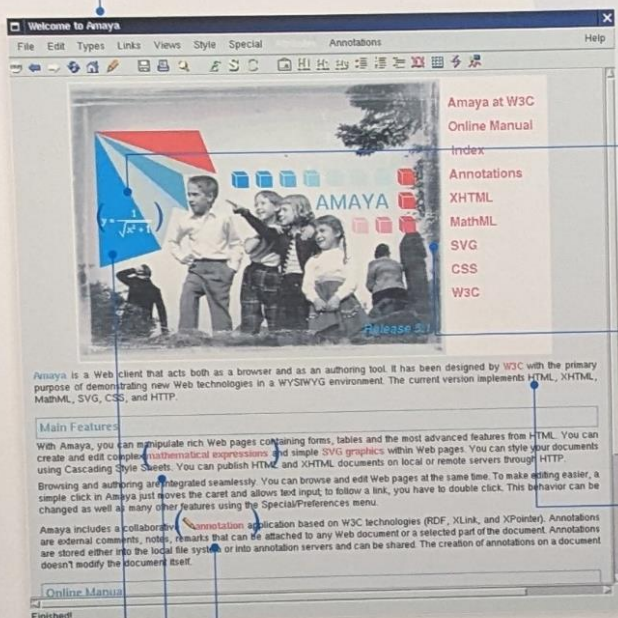 Welcome to Amaya
File Edit Types Links Views Style Special Annotations Help
Amaya at W3C
Online Manual
Index
Annotations
XHTML
MathML
SVG
CSS
W3C
AMAYA
y = 1/√x² + 1
Release 5.1
Amaya is a Web client that acts both as a browser and as an authoring tool. It has been designed by W3C with the primary
purpose of demonstrating new Web technologies in a WYSIWYG environment. The current version implements HTML, XHTML,
MathML, SVG, CSS, and HTTP.
Main Features
With Amaya, you can manipulate rich Web pages containing forms, tables and the most advanced features from HTML. You can
create and edit complex mathematical expressions and simple SVG graphics within Web pages. You can style your documents
using Cascading Style Sheets. You can publish HTML and XHTML documents on local or remote servers through HTTP.
Browsing and authoring are integrated seamlessly. You can browse and edit Web pages at the same time. To make editing easier, a
simple click in Amaya just moves the caret and allows text input; to follow a link, you have to double click. This behavior can be
changed as well as many other features using the Special/Preferences menu.
Amaya includes a collaborative annotation application based on W3C technologies (RDF, XLink, and XPointer). Annotations
are external comments, notes, remarks that can be attached to any Web document or a selected part of the document. Annotations
are stored either into the local file system or into annotation servers and can be shared. The creation of annotations on a document
doesn't modify the document itself.
Online Manual
Finished!